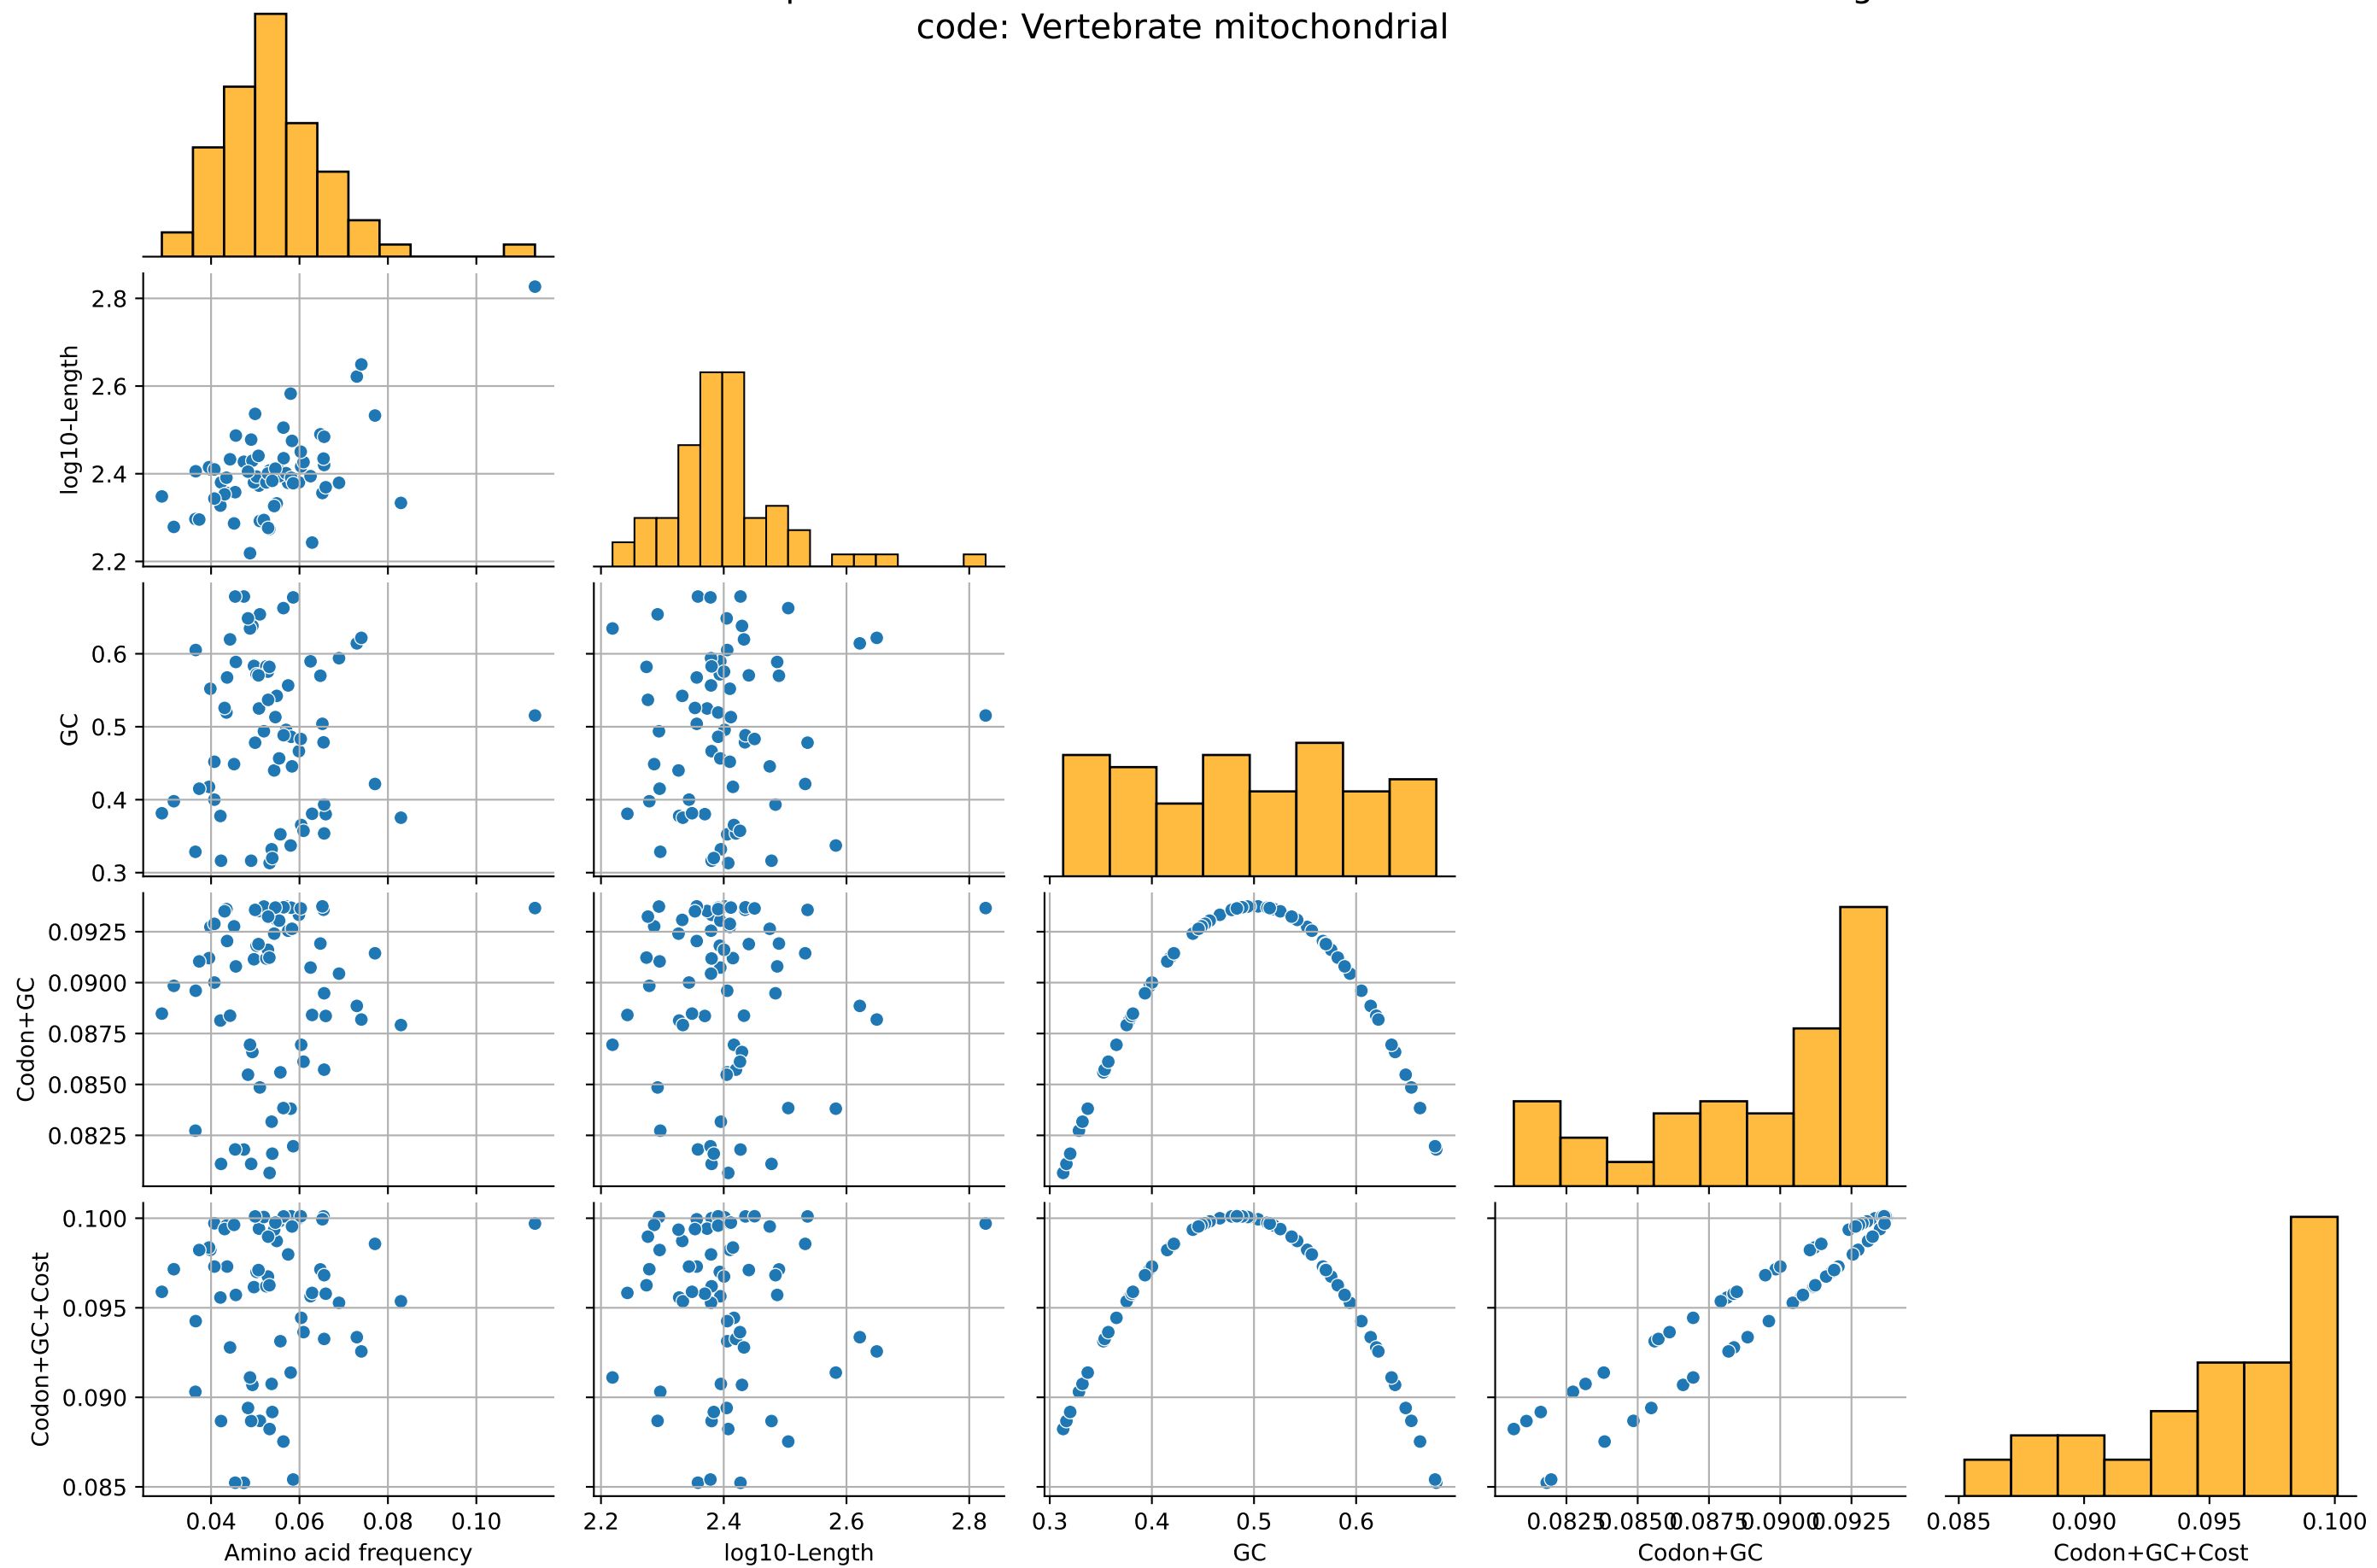 code: Vertebrate mitochondrial
log10-Length
2.8
2.6
2.4
2.2
GC
0.6
0.5
0.4
0.3
Codon+GC
0.0925
0.0900
0.0875
0.0850
0.0825
Codon+GC+Cost
0.100
0.095
0.090
0.085
0.04 0.06 0.08 0.10
2.2 2.4 2.6 2.8
0.3 0.4 0.5 0.6
0.0825 0.0850 0.0875 0.0900 0.0925
0.085 0.090 0.095 0.100
Amino acid frequency
log10-Length
GC
Codon+GC
Codon+GC+Cost